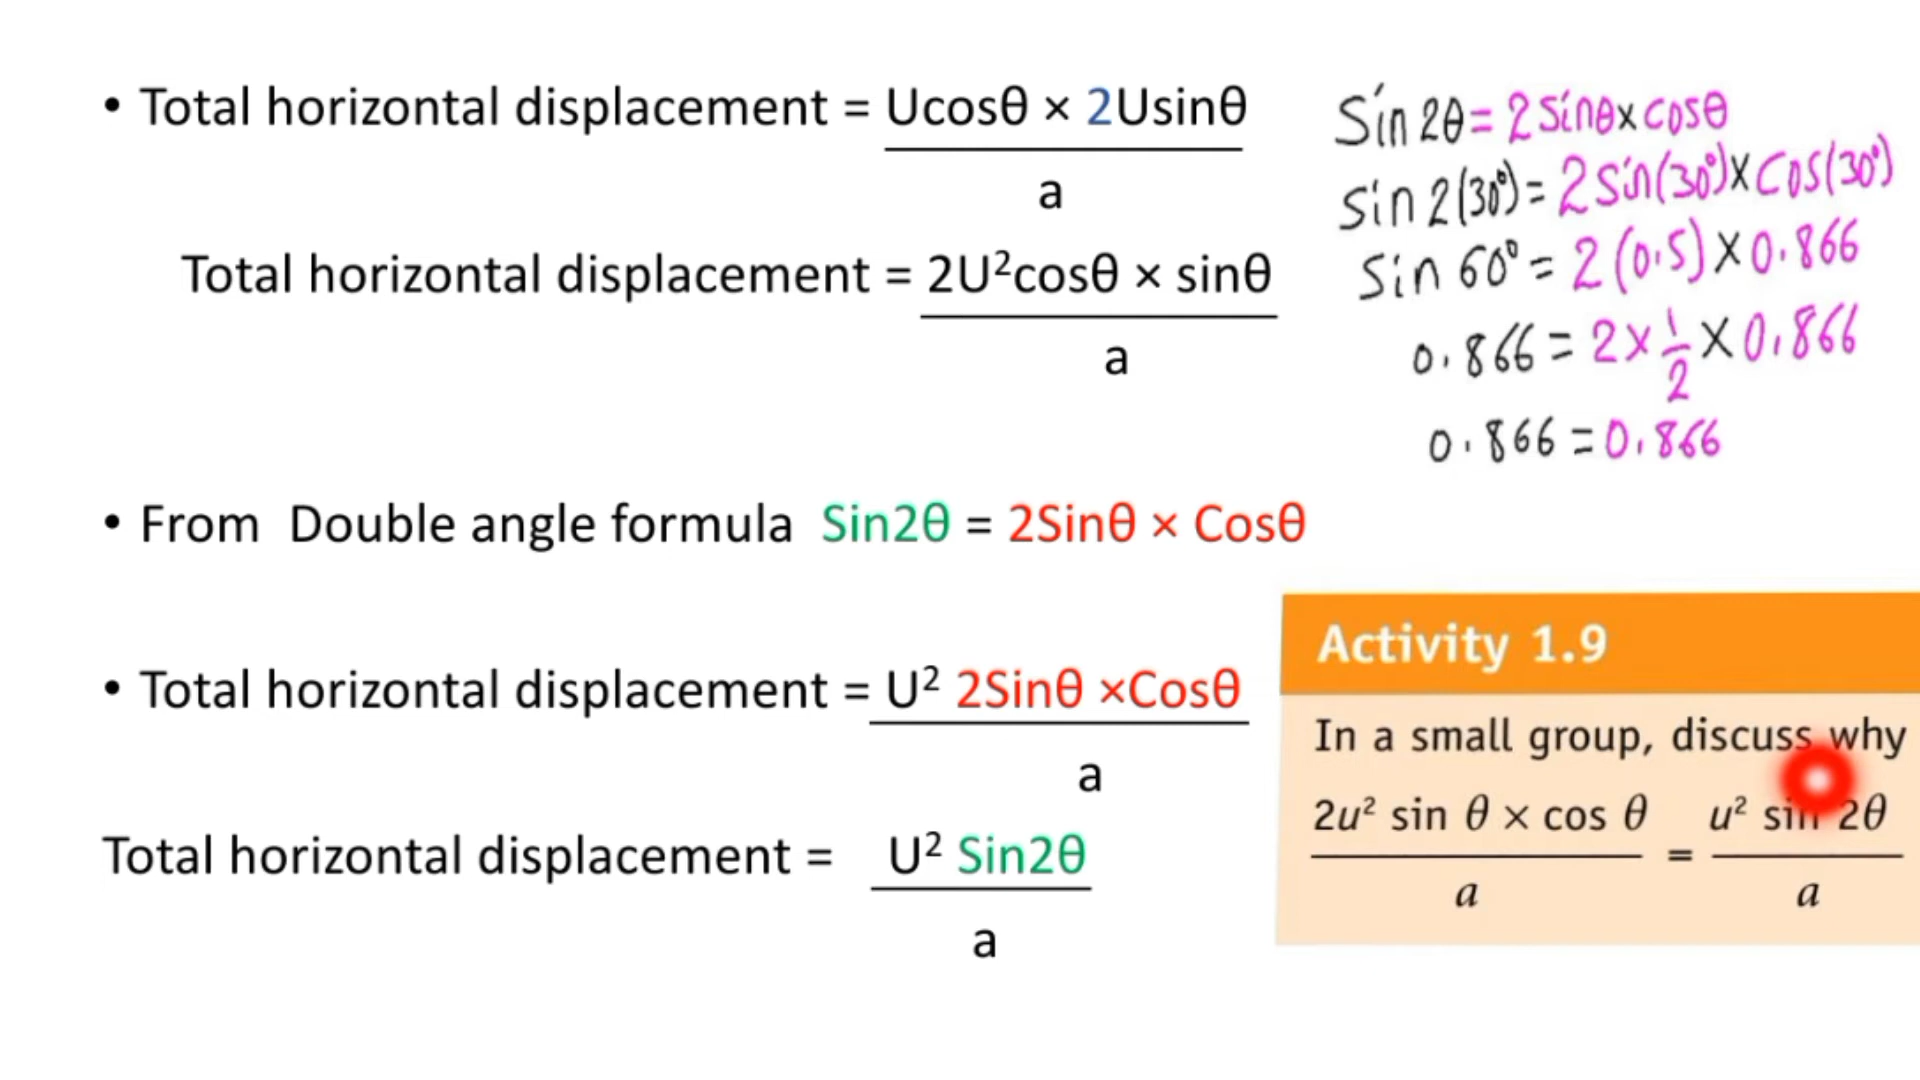 • Total horizontal displacement = Ucosθ × 2Usinθ
a
Total horizontal displacement = 2U²cosθ × sinθ
a
• From Double angle formula Sin2θ = 2Sinθ × Cosθ
• Total horizontal displacement = U² 2Sinθ ×Cosθ
a
Total horizontal displacement = U² Sin2θ
a
Sin 2θ = 2 Sinθ x cosθ
Sin 2(30°) = 2 Sin(30°) x Cos(30°)
Sin 60° = 2 (0.5) X 0.866
0.866 = 2 x 1/2 X 0.866
0.866 = 0.866
Activity 1.9
In a small group, discuss why
2u² sin θ × cos θ = u² sin 2θ
a a